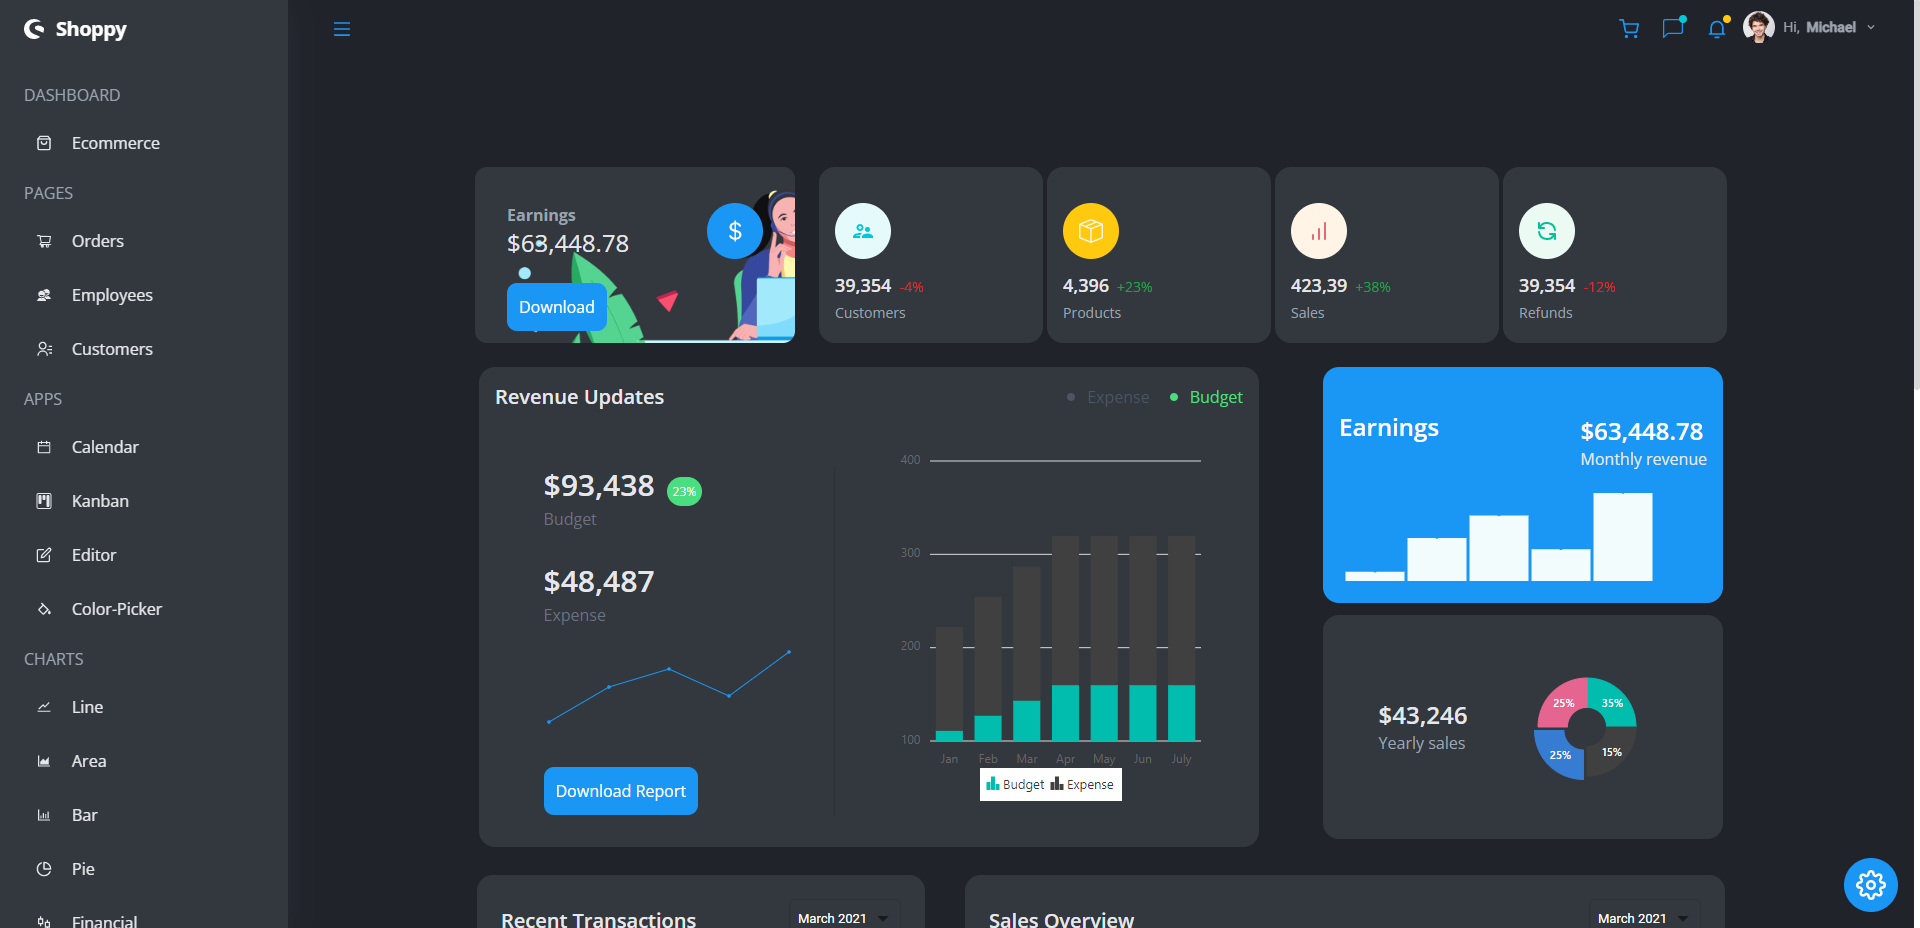 Shoppy
Hi, Michael
DASHBOARD
Ecommerce
PAGES
Orders
Employees
Customers
APPS
Calendar
Kanban
Editor
Color-Picker
CHARTS
Line
Area
Bar
Pie
Financial
Earnings
$63,448.78
$
Download
39,354 -4%
Customers
4,396 +23%
Products
423,39 +38%
Sales
39,354 -12%
Refunds
Revenue Updates
Expense
Budget
$93,438 23%
Budget
$48,487
Expense
Download Report
400
300
200
100
Jan Feb Mar Apr May Jun July
Budget Expense
Earnings
$63,448.78
Monthly revenue
$43,246
Yearly sales
25% 35%
25% 15%
Recent Transactions
March 2021
Sales Overview
March 2021